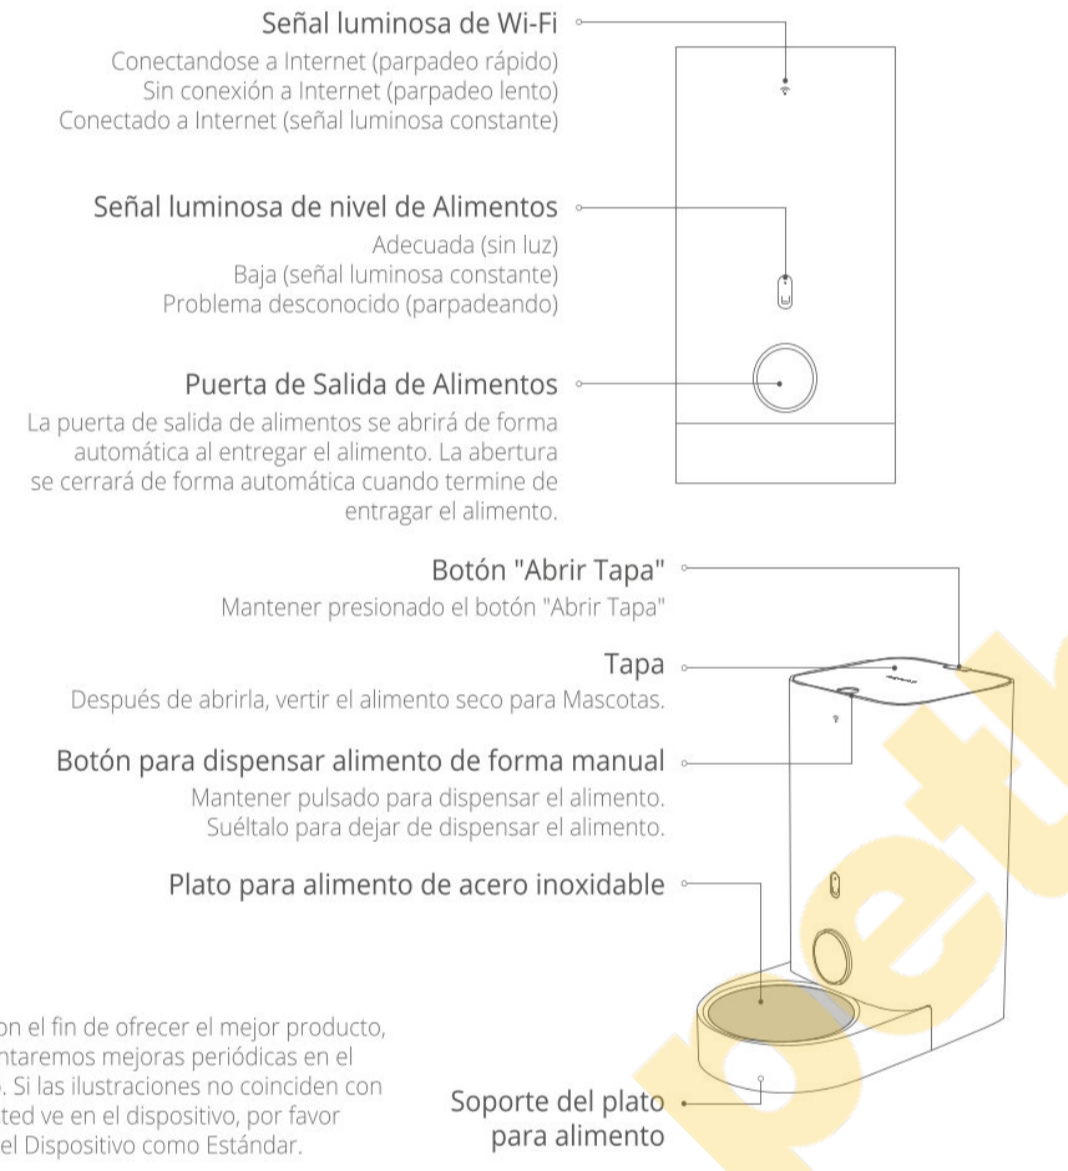 Señal luminosa de Wi-Fi
Conectandose a Internet (parpadeo rápido)
Sin conexión a Internet (parpadeo lento)
Conectado a Internet (señal luminosa constante)
Señal luminosa de nivel de Alimentos
Adecuada (sin luz)
Baja (señal luminosa constante)
Problema desconocido (parpadeando)
Puerta de Salida de Alimentos
La puerta de salida de alimentos se abrirá de forma
automática al entregar el alimento. La abertura
se cerrará de forma automática cuando termine de
entragar el alimento.
Botón "Abrir Tapa"
Mantener presionado el botón "Abrir Tapa"
Tapa
Después de abrirla, vertir el alimento seco para Mascotas.
Botón para dispensar alimento de forma manual
Mantener pulsado para dispensar el alimento.
Suéltalo para dejar de dispensar el alimento.
Plato para alimento de acero inoxidable
on el fin de ofrecer el mejor producto,
ntaremos mejoras periódicas en el
. Si las ilustraciones no coinciden con
ted ve en el dispositivo, por favor
el Dispositivo como Estándar.
Soporte del plato
para alimento
pet